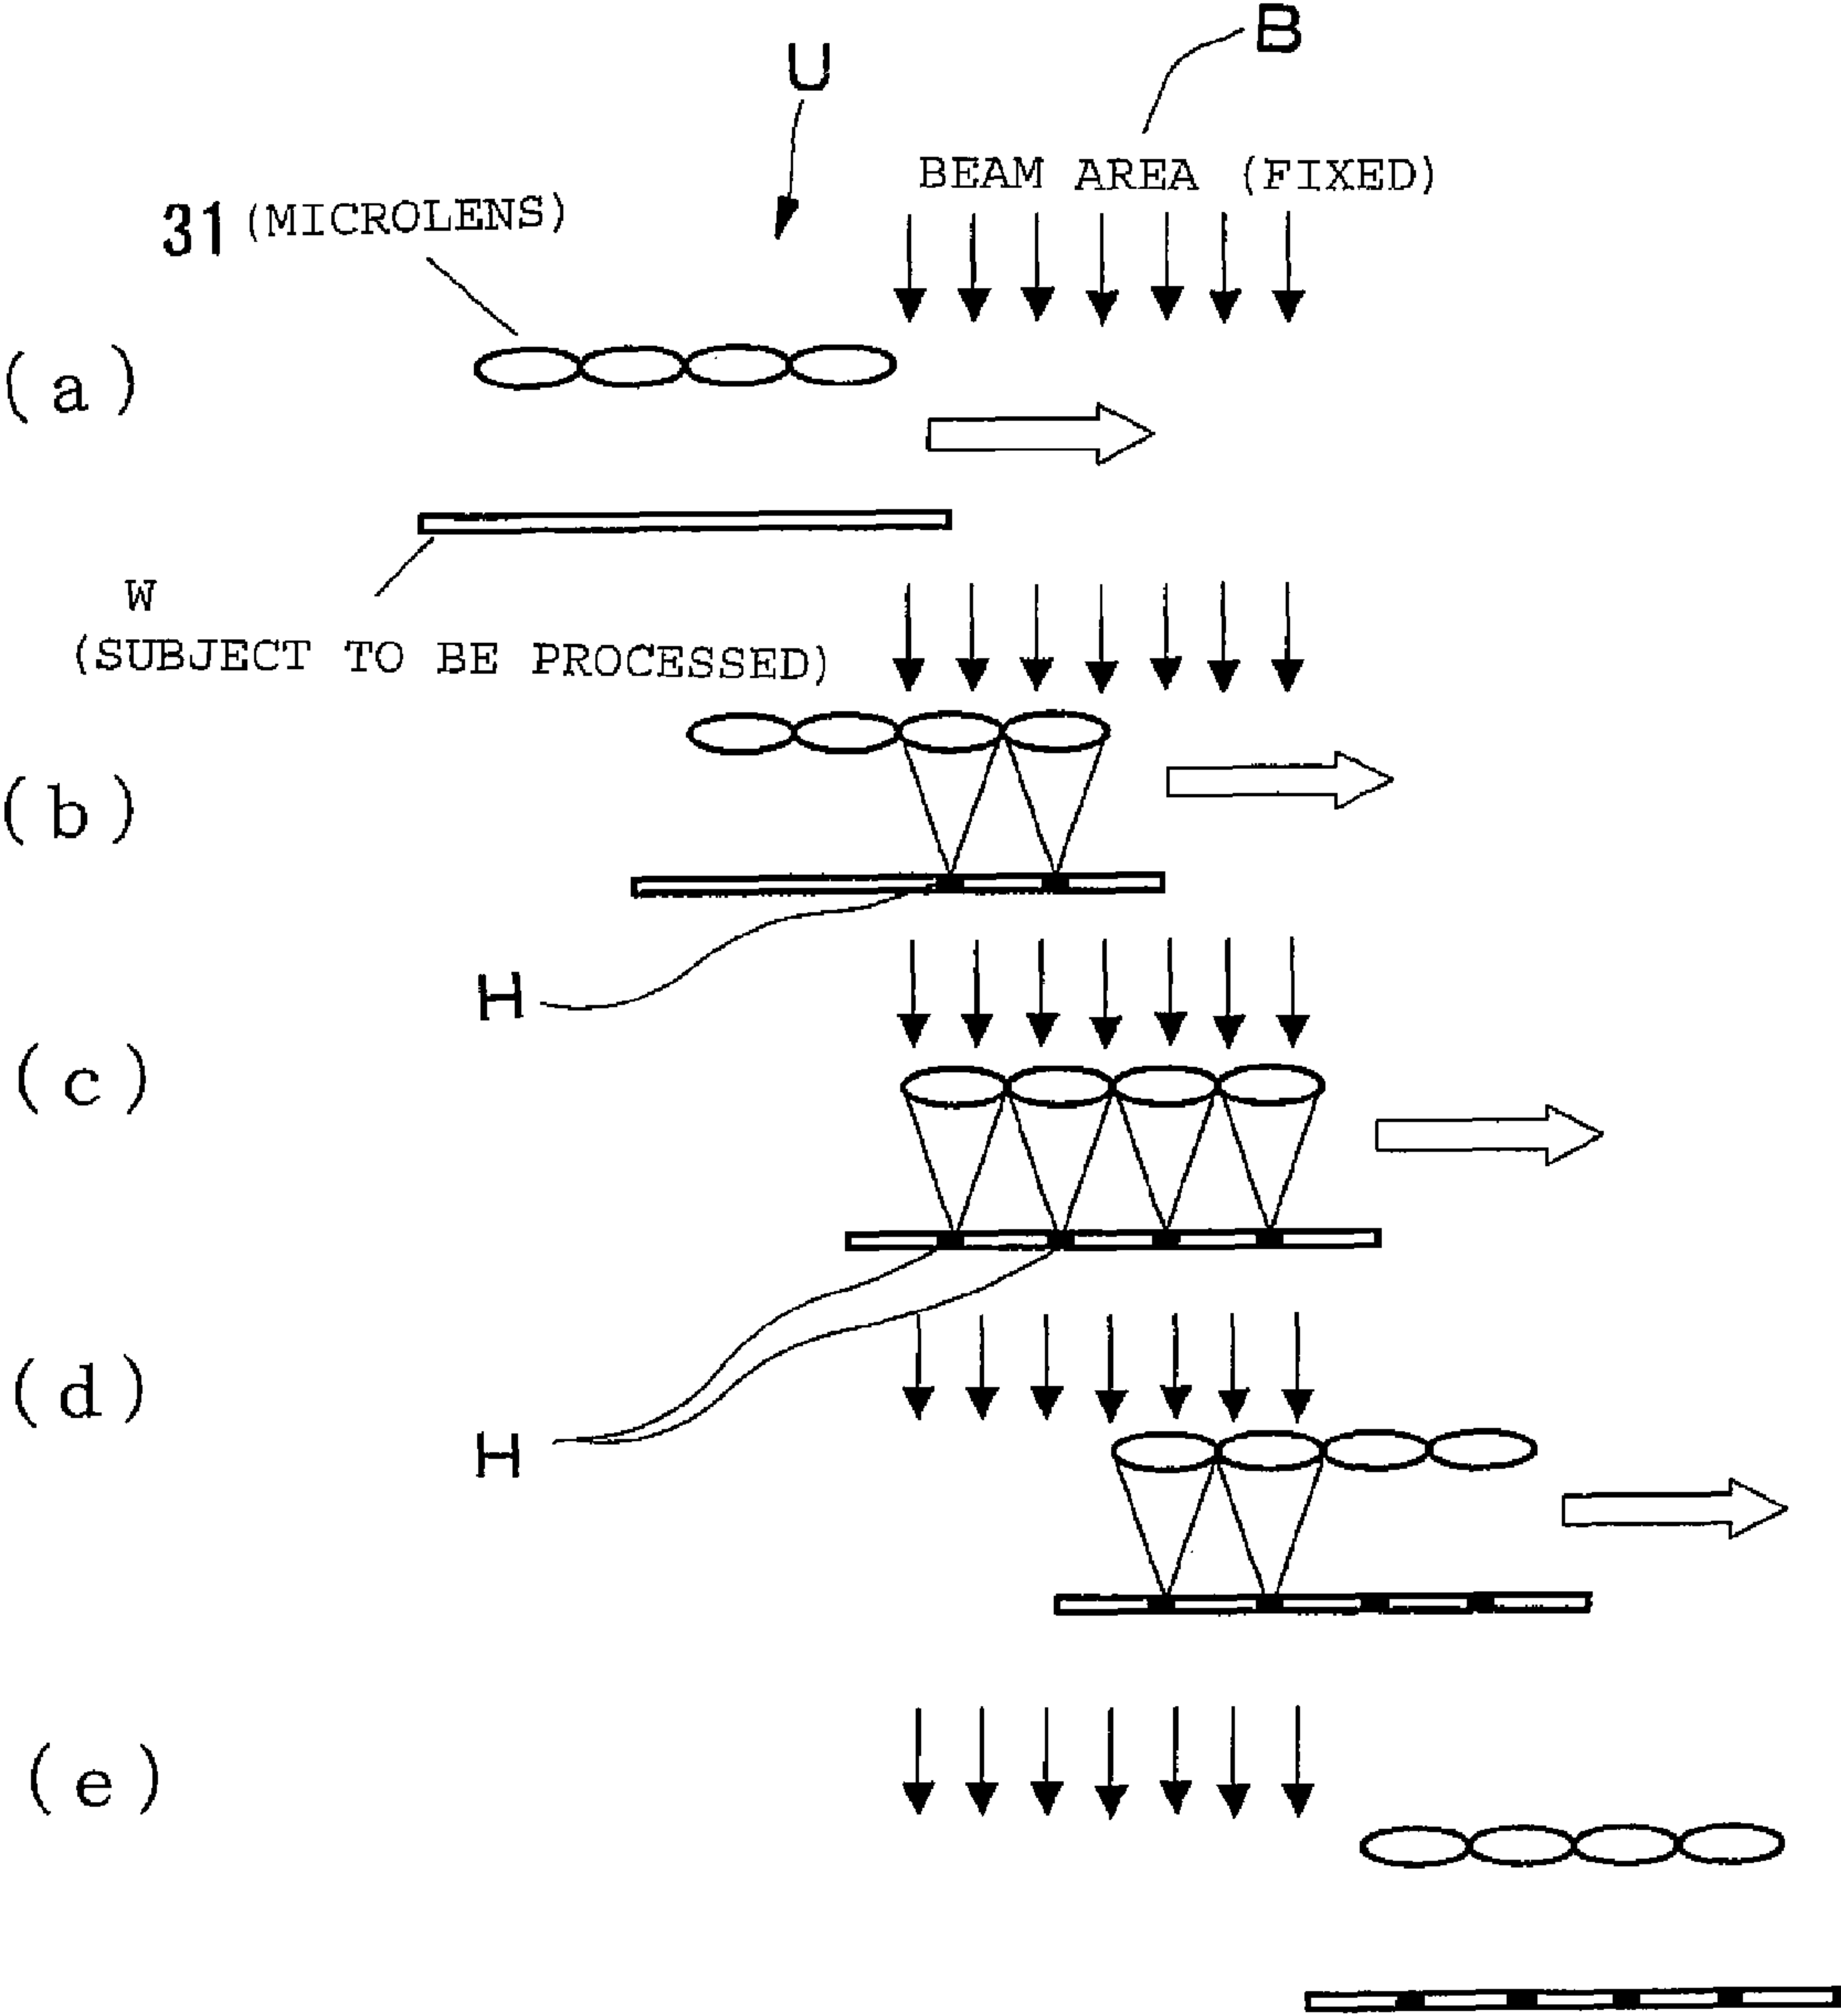 B
U
BEAM AREA (FIXED)
31 (MICROLENS)
(a)
W
(SUBJECT TO BE PROCESSED)
(b)
H
(c)
(d)
H
(e)